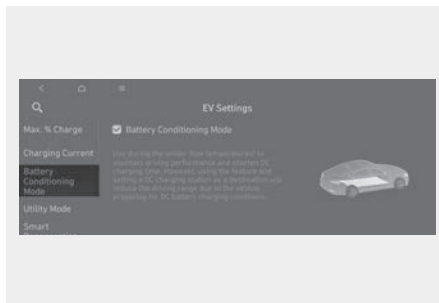 EV Settings
Max. % Charge
Battery Conditioning Mode
Charging Current
Use during the winter (low temperatures) to
maintain driving performance and shorten DC
charging time. However, using the feature and
setting a DC charging station as a destination will
reduce the driving range due to the vehicle
preparing for DC battery charging conditions.
Battery
Conditioning
Mode
Utility Mode
Smart